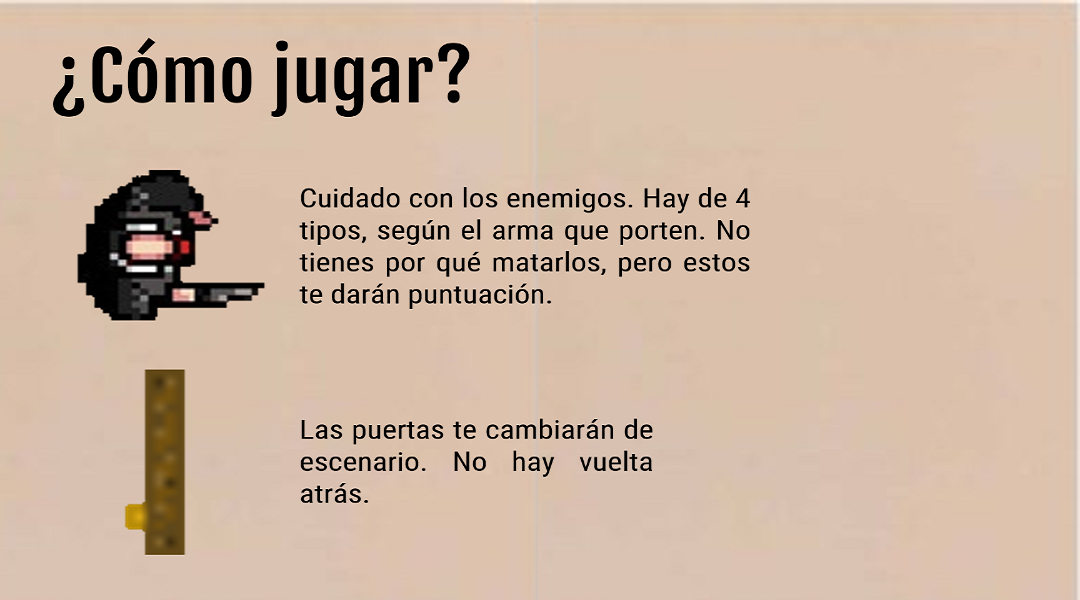 ¿Cómo jugar?
Cuidado con los enemigos. Hay de 4
tipos, según el arma que porten. No
tienes por qué matarlos, pero estos
te darán puntuación.
Las puertas te cambiarán de
escenario. No hay vuelta
atrás.